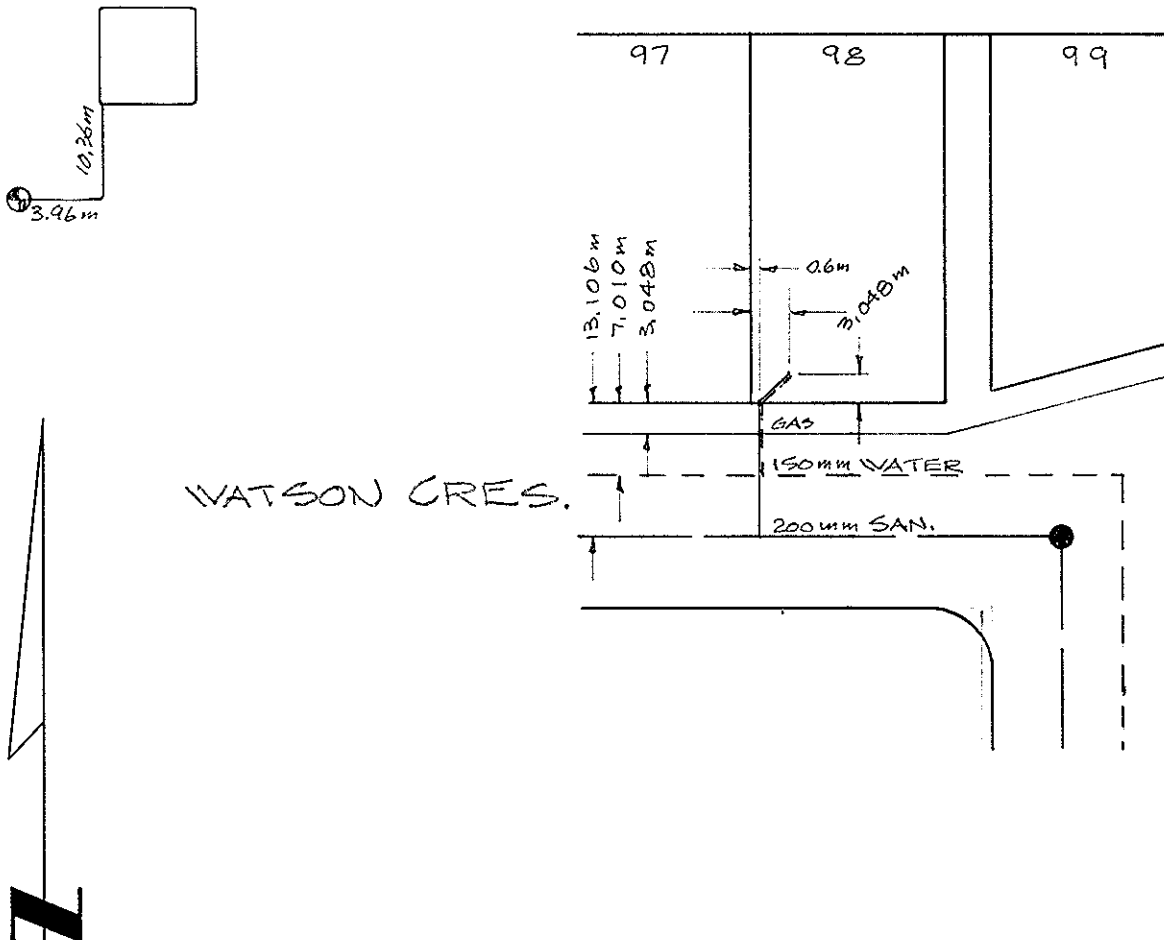 97
98
99
10.36m
3.96m
13.106m
7.010m
3.048m
0.6m
3.048m
GAS
150mm WATER
WATSON CRES.
200mm SAN.
N